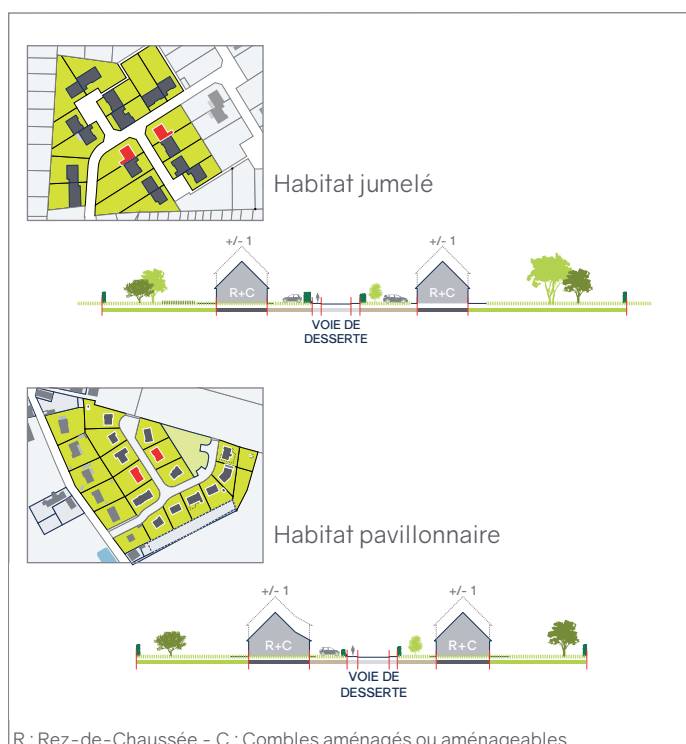 Habitat jumelé
+/- 1 +/- 1
R+C R+C
VOIE DE
DESSERTE
Habitat pavillonnaire
+/- 1 +/- 1
R+C R+C
VOIE DE
DESSERTE
R : Rez-de-Chaussée - C : Combles aménagés ou aménageables